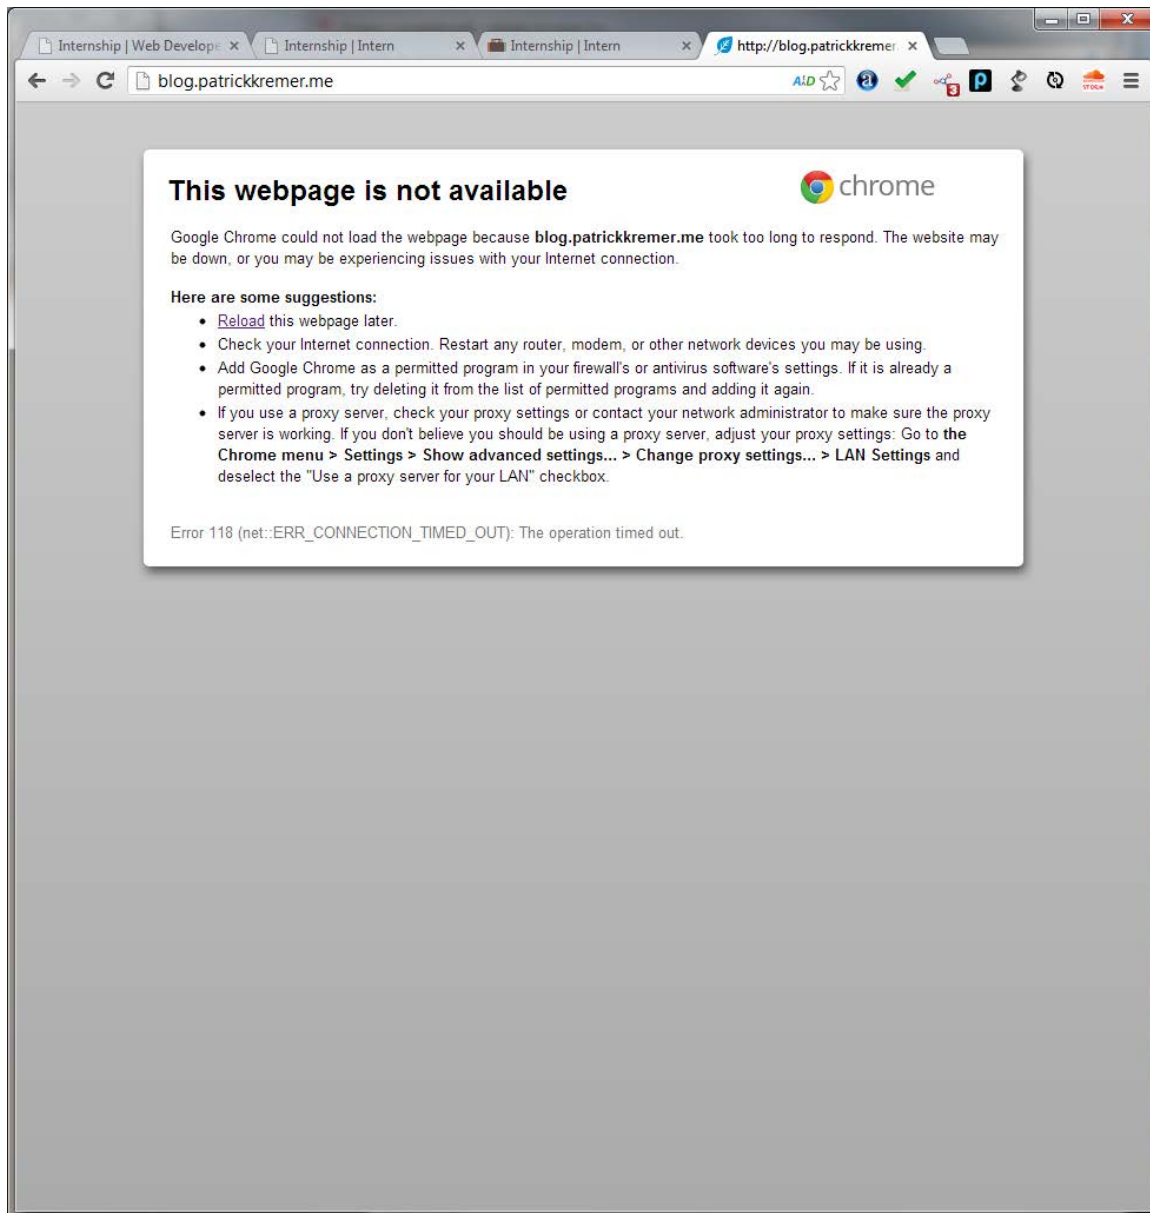 Internship | Web Develope
Internship | Intern
Internship | Intern
http://blog.patrickkremer
blog.patrickkremer.me
This webpage is not available
chrome
Google Chrome could not load the webpage because blog.patrickkremer.me took too long to respond. The website may
be down, or you may be experiencing issues with your Internet connection.
Here are some suggestions:
• Reload this webpage later.
• Check your Internet connection. Restart any router, modem, or other network devices you may be using.
• Add Google Chrome as a permitted program in your firewall's or antivirus software's settings. If it is already a
permitted program, try deleting it from the list of permitted programs and adding it again.
• If you use a proxy server, check your proxy settings or contact your network administrator to make sure the proxy
server is working. If you don't believe you should be using a proxy server, adjust your proxy settings: Go to the
Chrome menu > Settings > Show advanced settings... > Change proxy settings... > LAN Settings and
deselect the "Use a proxy server for your LAN" checkbox.
Error 118 (net::ERR_CONNECTION_TIMED_OUT): The operation timed out.